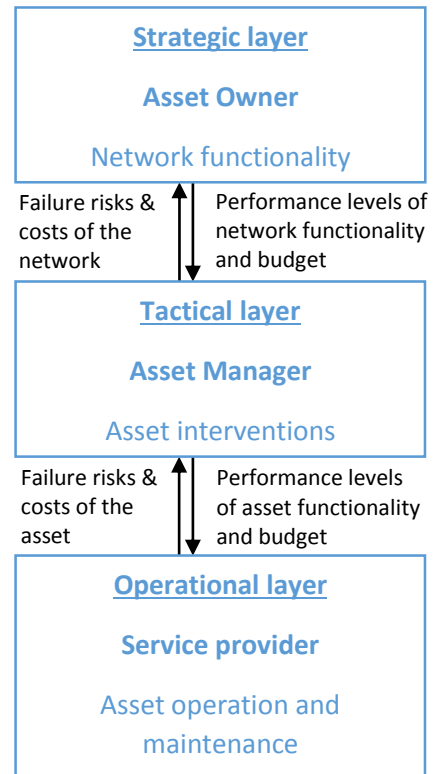 Strategic layer
Asset Owner
Network functionality
Failure risks &
costs of the
network
Performance levels of
network functionality
and budget
Tactical layer
Asset Manager
Asset interventions
Failure risks &
costs of the
asset
Performance levels
of asset functionality
and budget
Operational layer
Service provider
Asset operation and
maintenance